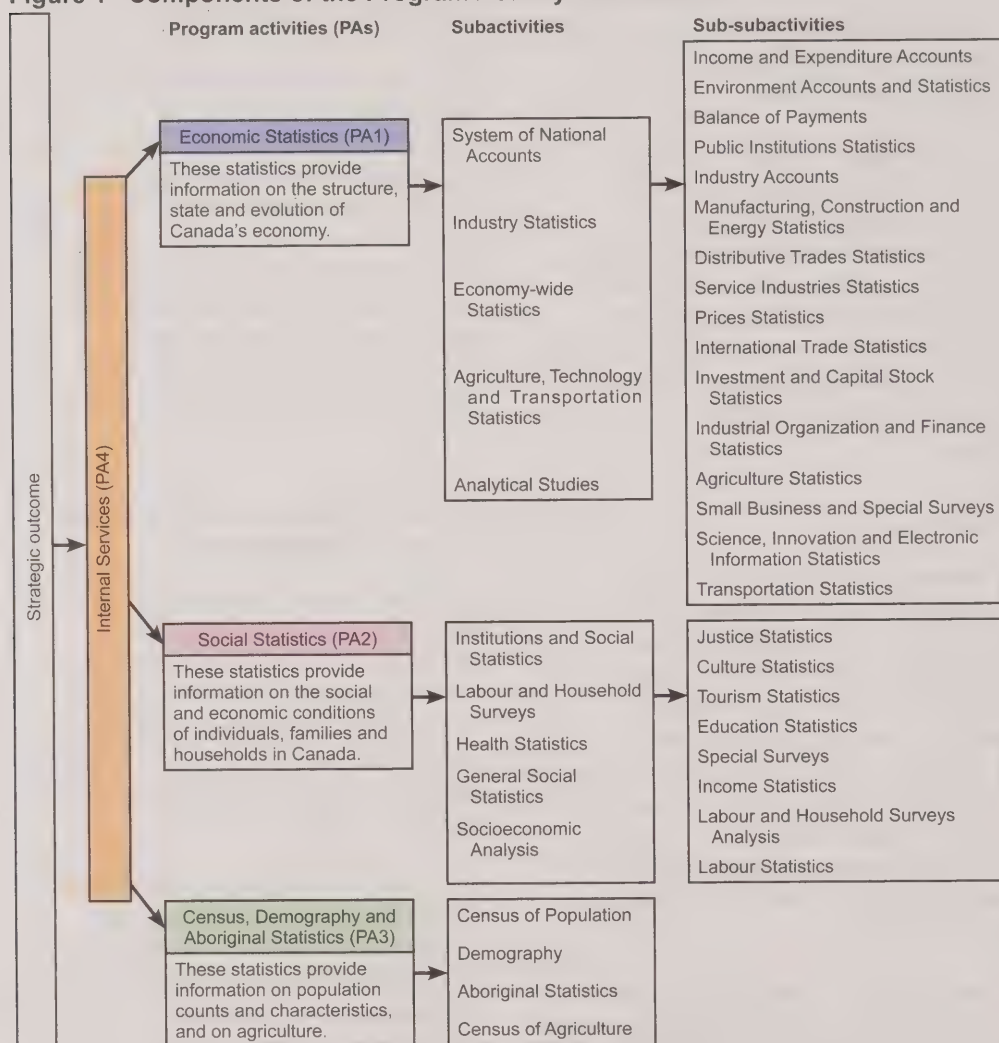 Program activities (PAs)
Subactivities
Sub-subactivities
Strategic outcome
Internal Services (PA4)
Economic Statistics (PA1)
These statistics provide
information on the structure,
state and evolution of
Canada's economy.
System of National
Accounts
Industry Statistics
Economy-wide
Statistics
Agriculture, Technology
and Transportation
Statistics
Analytical Studies
Income and Expenditure Accounts
Environment Accounts and Statistics
Balance of Payments
Public Institutions Statistics
Industry Accounts
Manufacturing, Construction and
Energy Statistics
Distributive Trades Statistics
Service Industries Statistics
Prices Statistics
International Trade Statistics
Investment and Capital Stock
Statistics
Industrial Organization and Finance
Statistics
Agriculture Statistics
Small Business and Special Surveys
Science, Innovation and Electronic
Information Statistics
Transportation Statistics
Social Statistics (PA2)
These statistics provide
information on the social
and economic conditions
of individuals, families and
households in Canada.
Institutions and Social
Statistics
Labour and Household
Surveys
Health Statistics
General Social
Statistics
Socioeconomic
Analysis
Justice Statistics
Culture Statistics
Tourism Statistics
Education Statistics
Special Surveys
Income Statistics
Labour and Household Surveys
Analysis
Labour Statistics
Census, Demography and
Aboriginal Statistics (PA3)
These statistics provide
information on population
counts and characteristics,
and on agriculture.
Census of Population
Demography
Aboriginal Statistics
Census of Agriculture